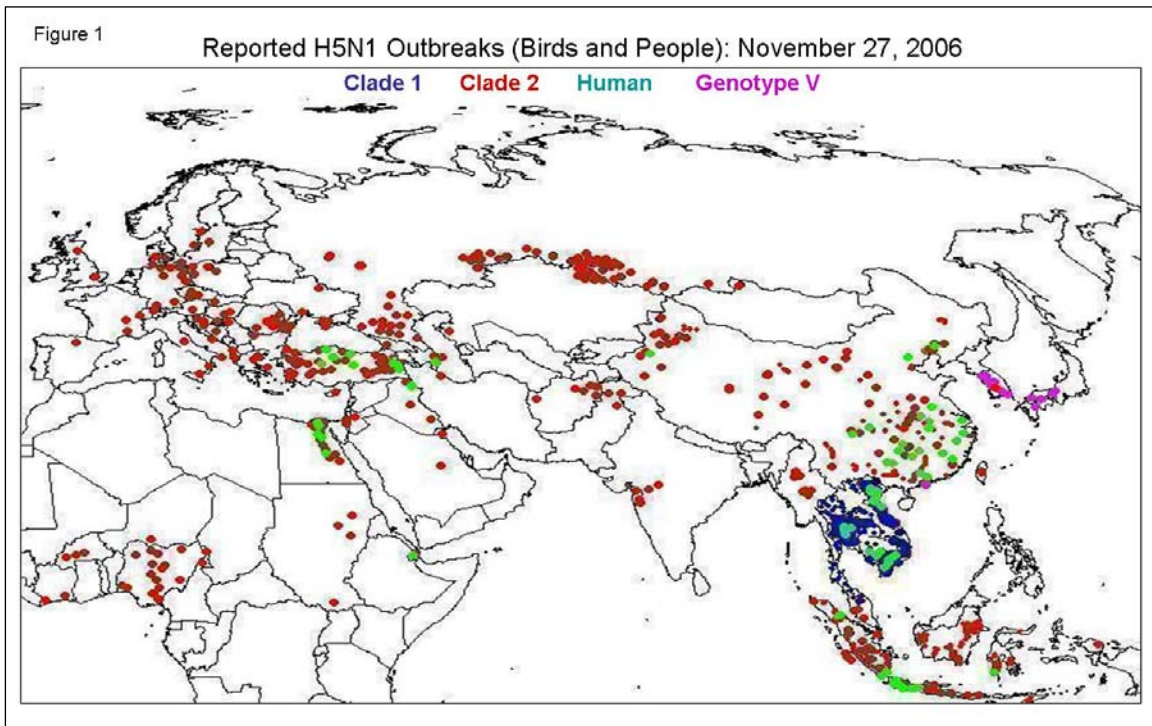 Figure 1
Reported H5N1 Outbreaks (Birds and People): November 27, 2006
Clade 1 Clade 2 Human Genotype V